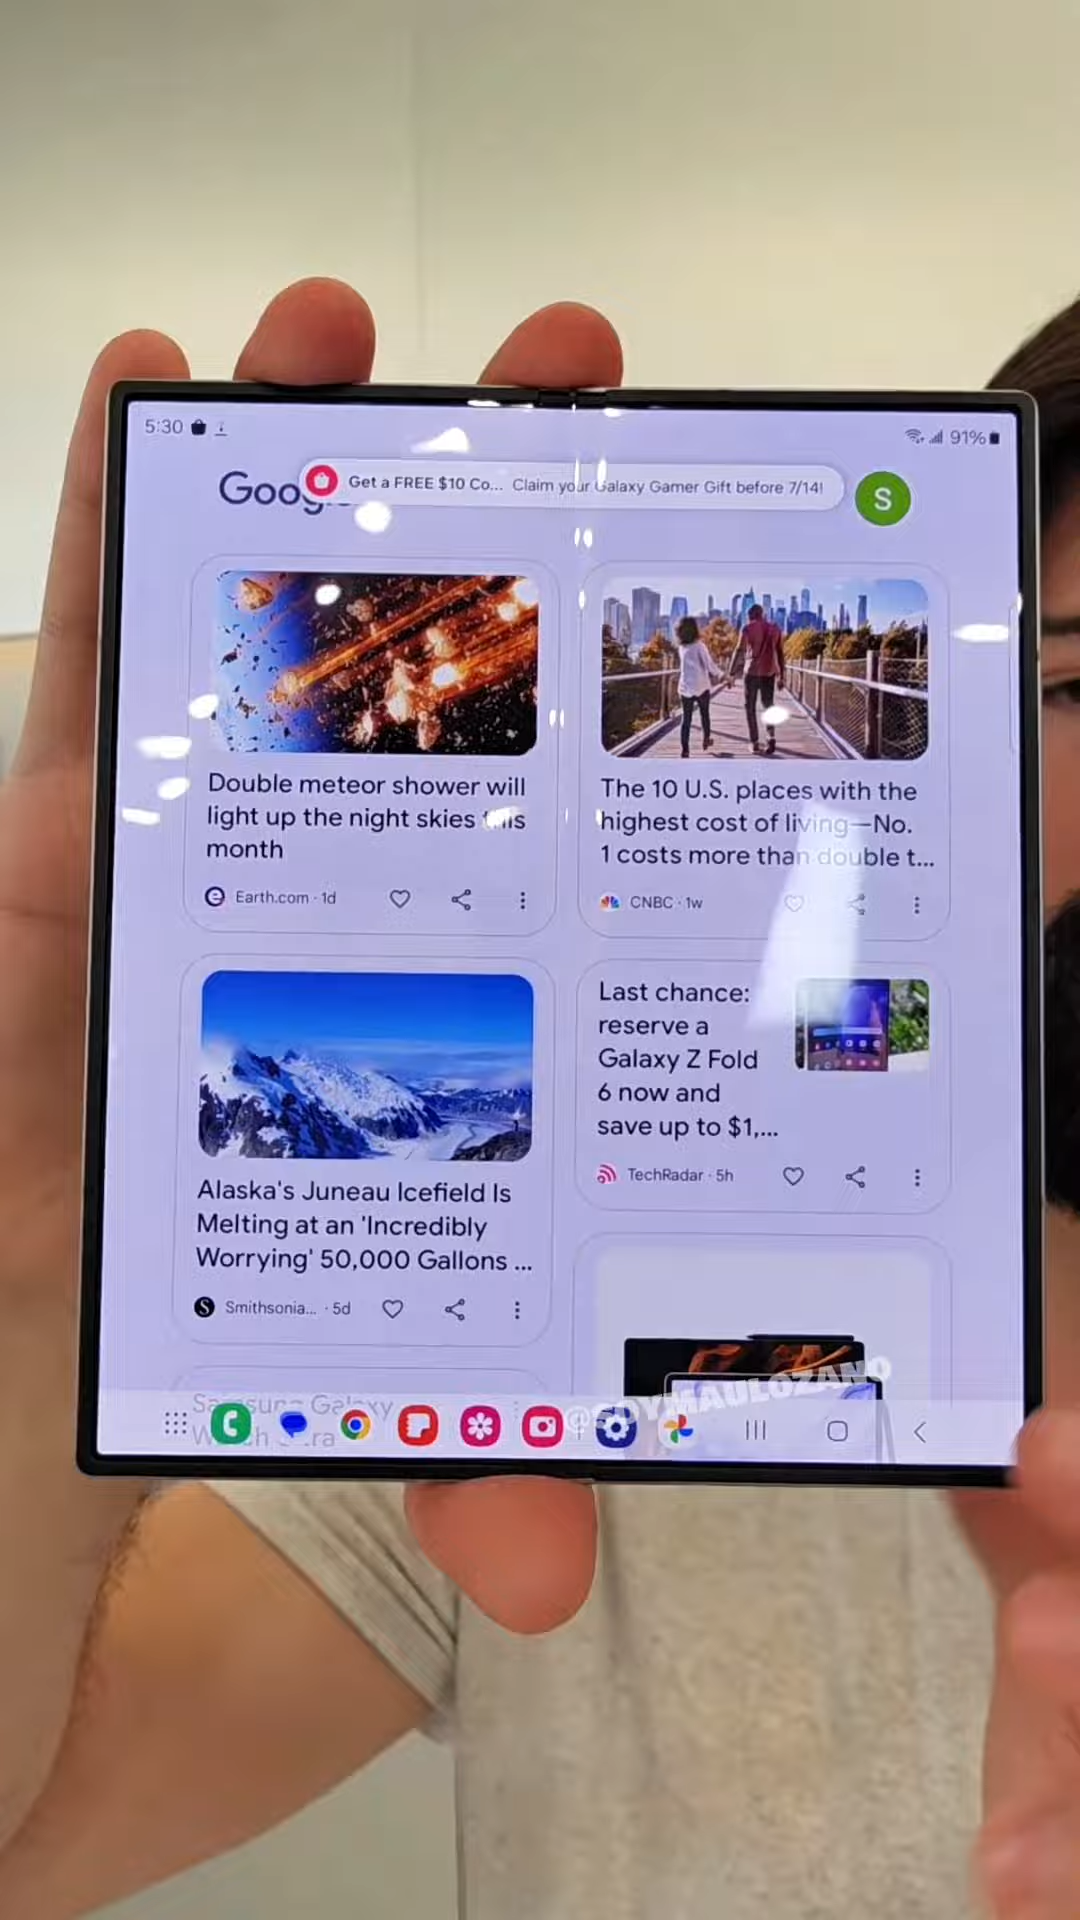 5:30
91%
Get a FREE $10 Co... Claim your Galaxy Gamer Gift before 7/14!
S
Double meteor shower will
light up the night skies
month
Earth.com · 1d
The 10 U.S. places with the
highest cost of living—No.
1 costs more than double t...
CNBC · 1w
Alaska's Juneau Icefield Is
Melting at an 'Incredibly
Worrying' 50,000 Gallons ...
Smithsonia... · 5d
Last chance:
reserve a
Galaxy Z Fold
6 now and
save up to $1,...
TechRadar · 5h
@SOYMAULOZANO